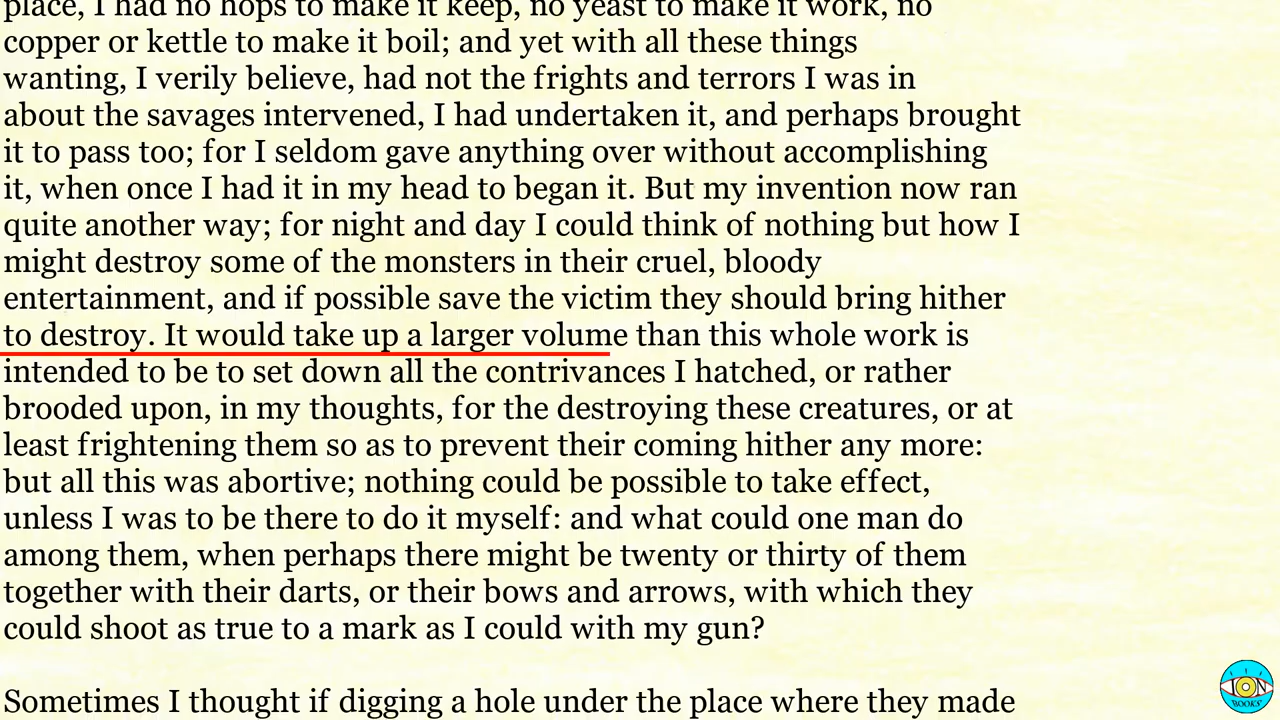 place, I had no hops to make it keep, no yeast to make it work, no
copper or kettle to make it boil; and yet with all these things
wanting, I verily believe, had not the frights and terrors I was in
about the savages intervened, I had undertaken it, and perhaps brought
it to pass too; for I seldom gave anything over without accomplishing
it, when once I had it in my head to began it. But my invention now ran
quite another way; for night and day I could think of nothing but how I
might destroy some of the monsters in their cruel, bloody
entertainment, and if possible save the victim they should bring hither
to destroy. It would take up a larger volume than this whole work is
intended to be to set down all the contrivances I hatched, or rather
brooded upon, in my thoughts, for the destroying these creatures, or at
least frightening them so as to prevent their coming hither any more:
but all this was abortive; nothing could be possible to take effect,
unless I was to be there to do it myself: and what could one man do
among them, when perhaps there might be twenty or thirty of them
together with their darts, or their bows and arrows, with which they
could shoot as true to a mark as I could with my gun?
Sometimes I thought if digging a hole under the place where they made
ION
BOOKS